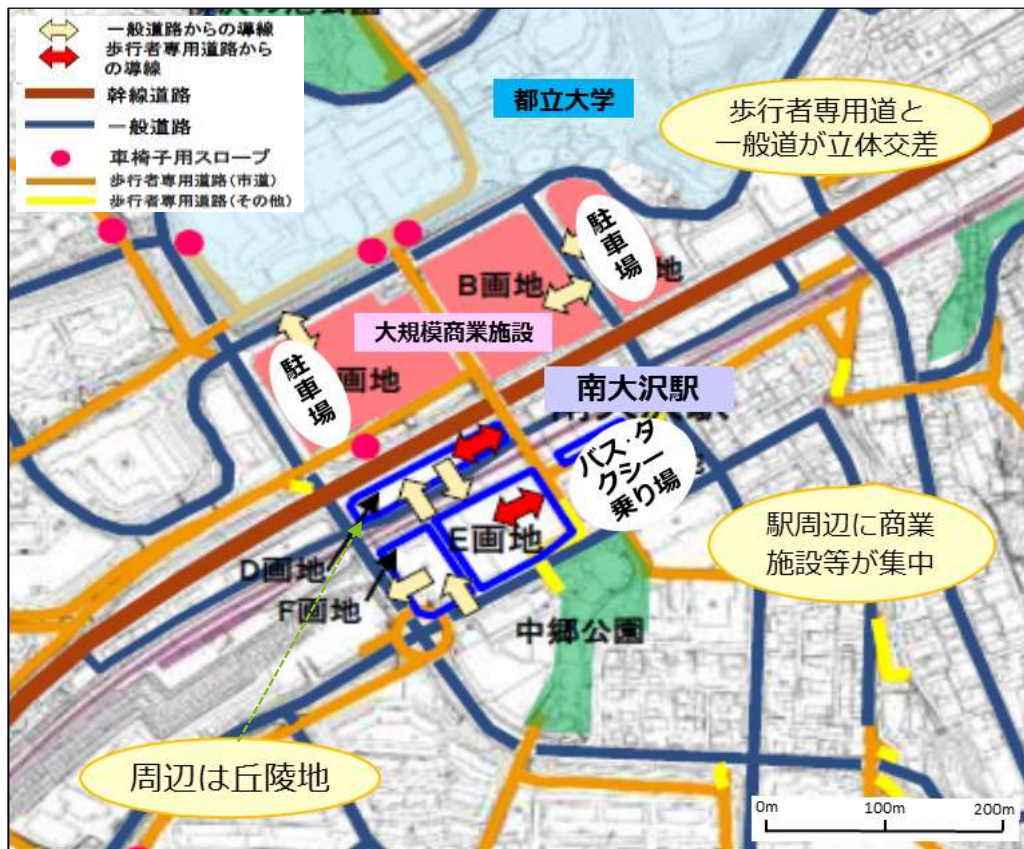 一般道路からの導線
歩行者専用道路から
の導線
幹線道路
一般道路
車椅子用スロープ
歩行者専用道路(市道)
歩行者専用道路(その他)
都立大学
歩行者専用道と
一般道が立体交差
駐車場
B画地
大規模商業施設
駐車場
画地
南大沢駅
バス・タ
クシー
乗り場
E画地
D画地
F画地
駅周辺に商業
施設等が集中
中郷公園
周辺は丘陵地
0m
100m
200m